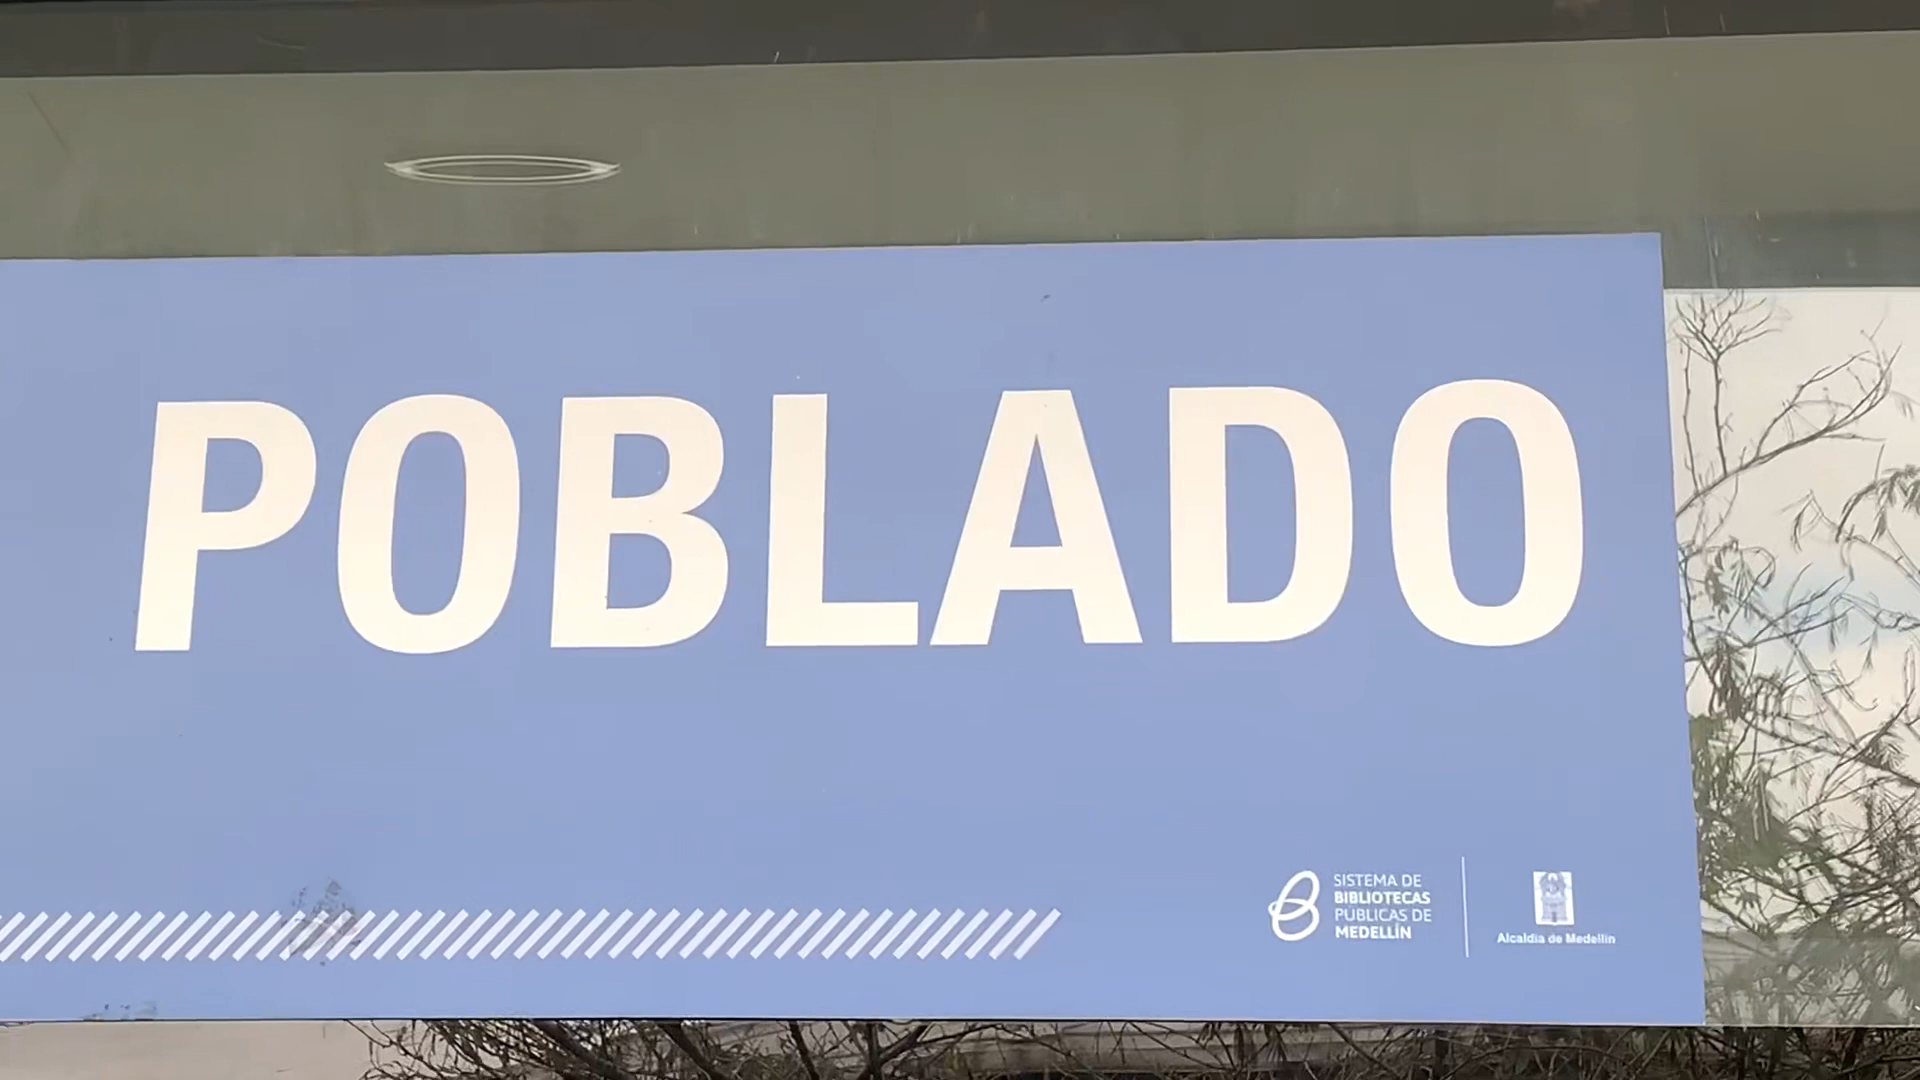 POBLADO
SISTEMA DE
BIBLIOTECAS
PÚBLICAS DE
MEDELLÍN
Alcaldía de Medellín